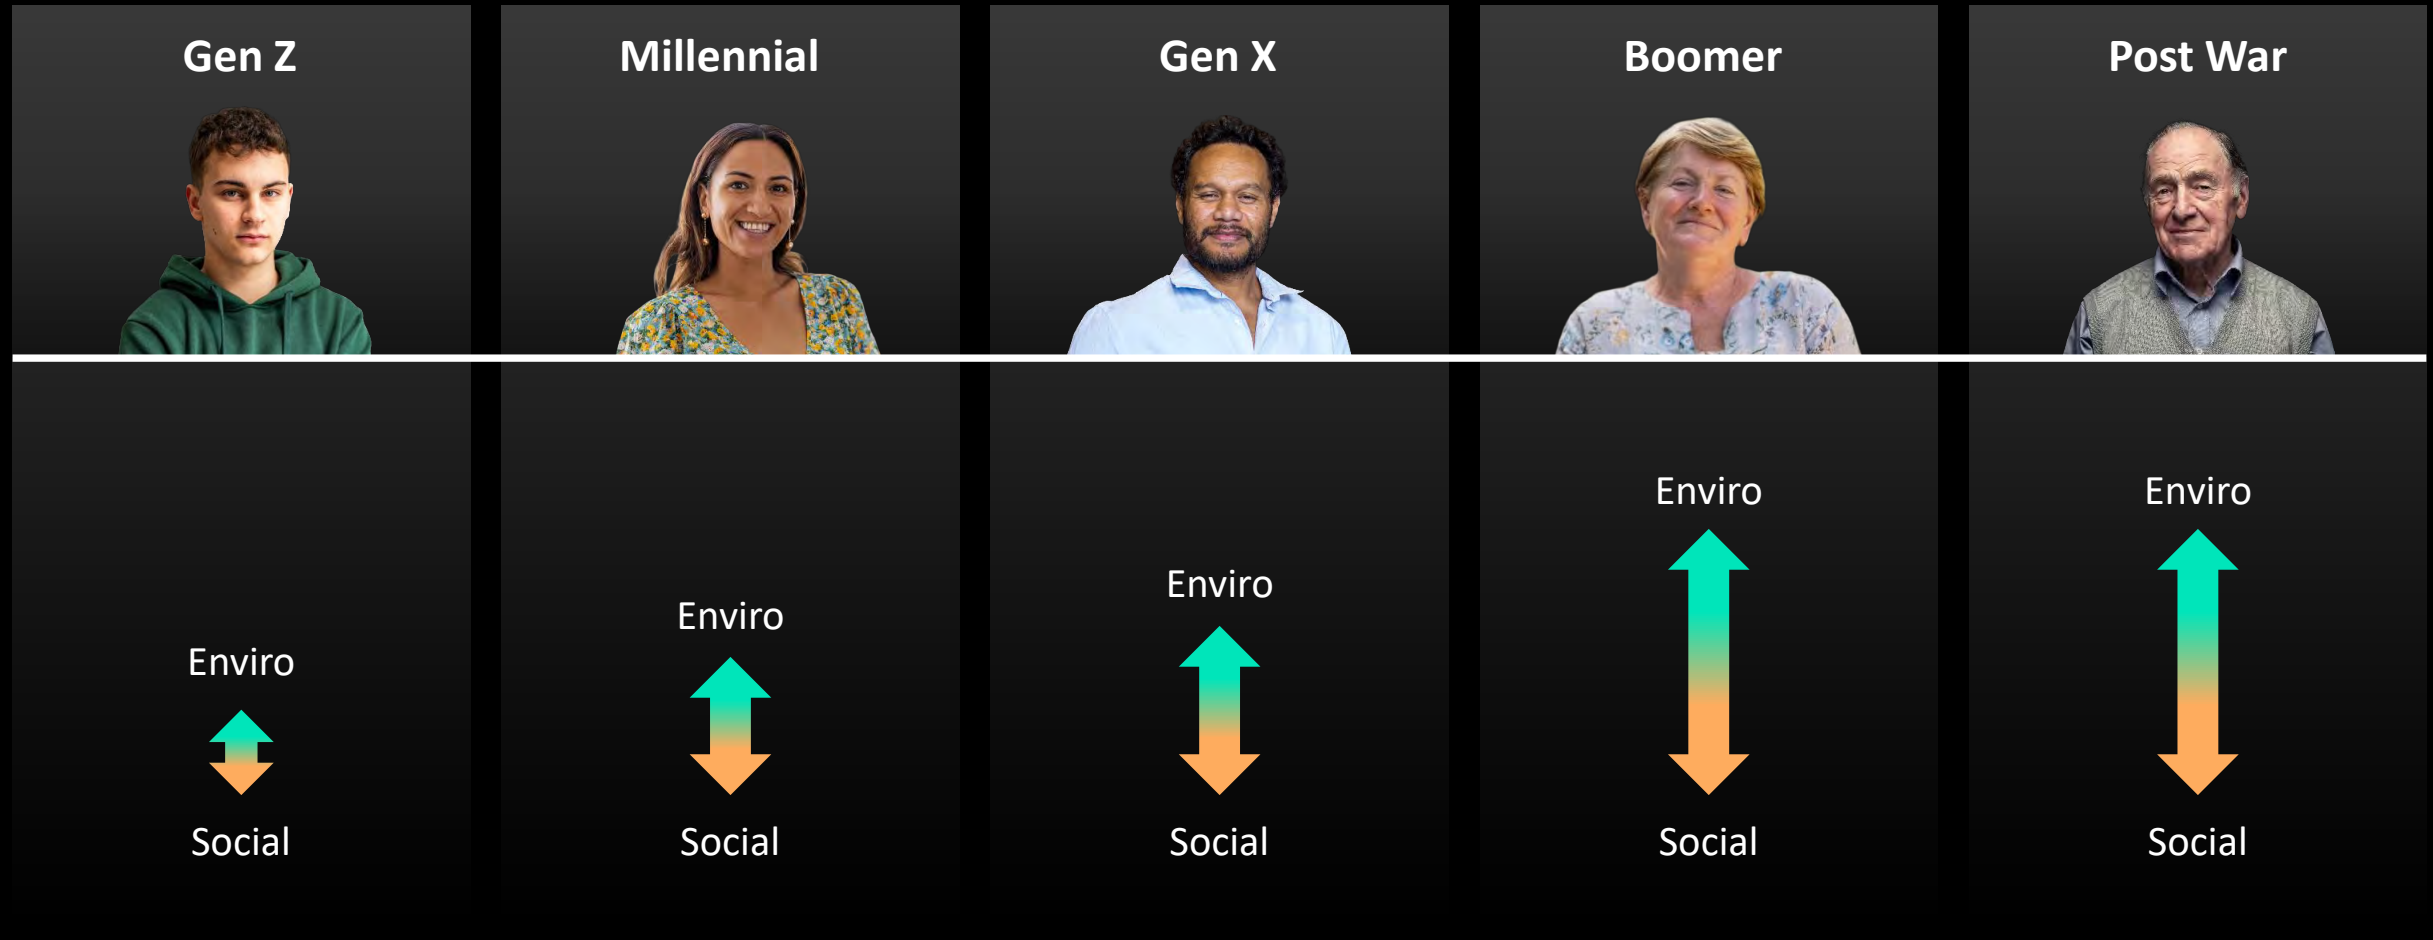 Gen Z
Millennial
Gen X
Boomer
Post War
Enviro
Social
Enviro
Social
Enviro
Social
Enviro
Social
Enviro
Social